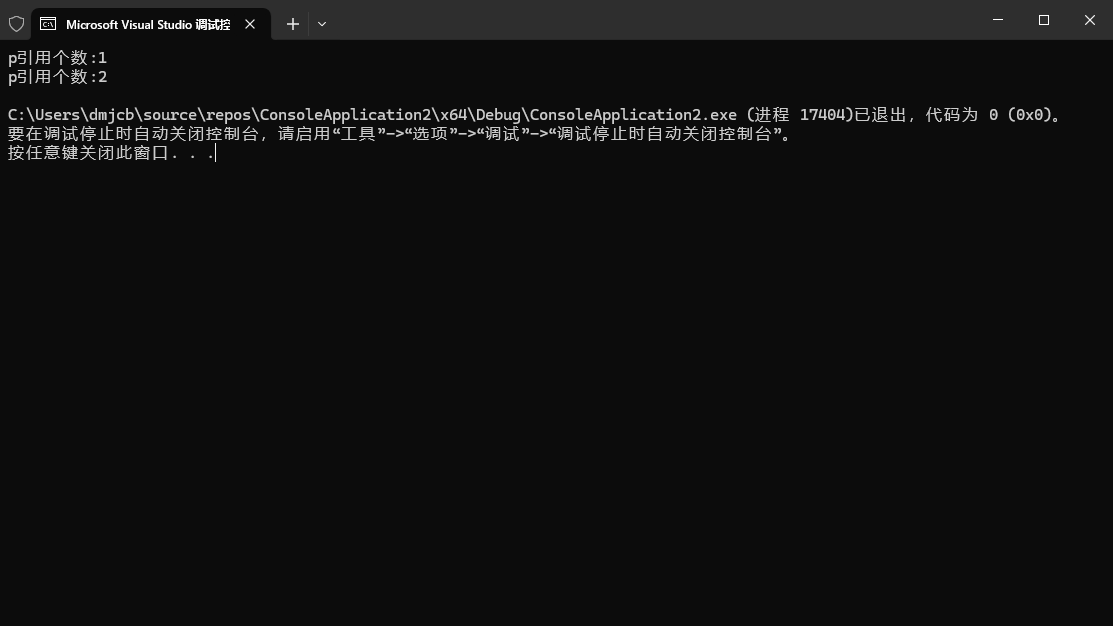 Microsoft Visual Studio 调试控
p引用个数:1
p引用个数:2
C:\Users\dmjcb\source\repos\ConsoleApplication2\x64\Debug\ConsoleApplication2.exe (进程 17404)已退出，代码为 0 (0x0)。
要在调试停止时自动关闭控制台，请启用“工具”->“选项”->“调试”->“调试停止时自动关闭控制台”。
按任意键关闭此窗口. . .